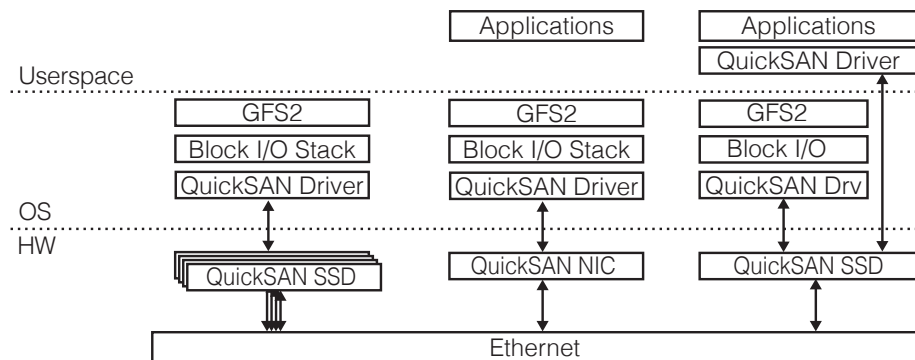 Applications Applications
QuickSAN Driver
Userspace
GFS2 GFS2 GFS2
Block I/O Stack Block I/O Stack Block I/O
QuickSAN Driver QuickSAN Driver QuickSAN Drv
OS
HW
QuickSAN SSD QuickSAN NIC QuickSAN SSD
Ethernet